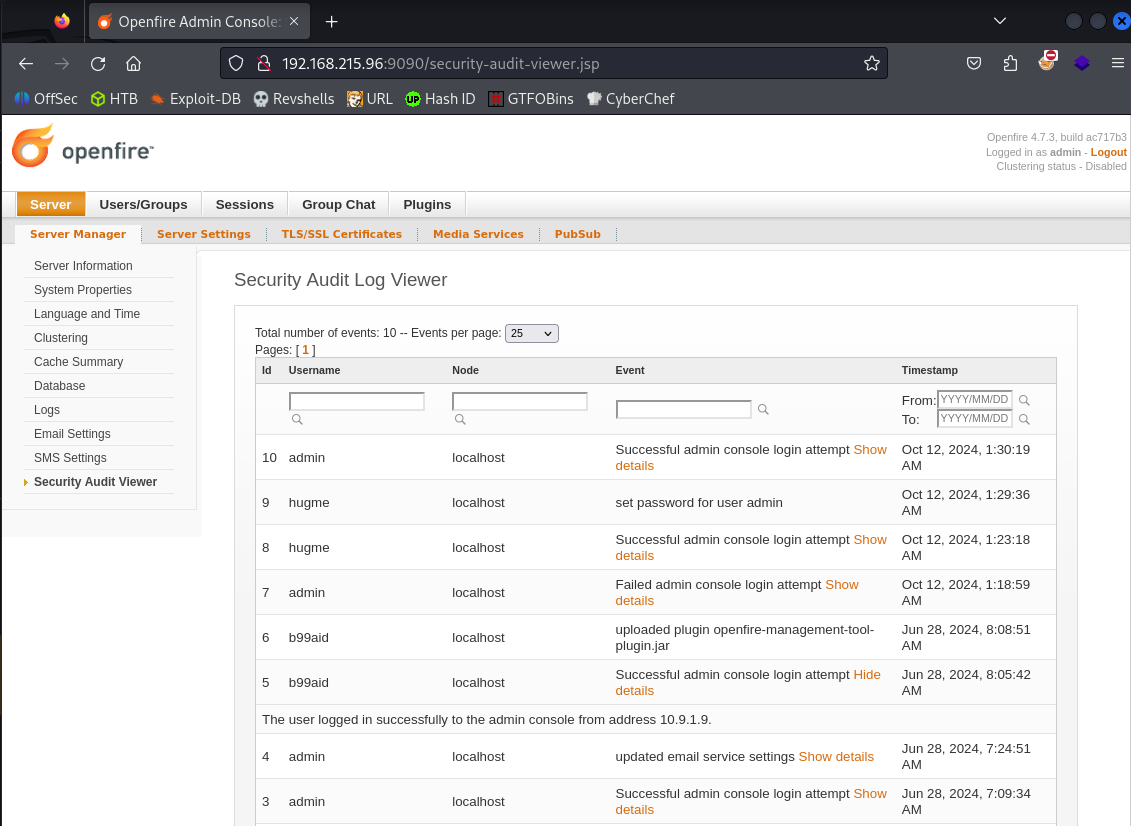 Openfire Admin Console:
192.168.215.96:9090/security-audit-viewer.jsp
OffSec HTB Exploit-DB Revshells URL Hash ID GTFOBins CyberChef
openfire™
Openfire 4.7.3, build ac717b3
Logged in as admin - Logout
Clustering status - Disabled
Server Users/Groups Sessions Group Chat Plugins
Server Manager Server Settings TLS/SSL Certificates Media Services PubSub
Server Information
System Properties
Language and Time
Clustering
Cache Summary
Database
Logs
Email Settings
SMS Settings
Security Audit Viewer
Security Audit Log Viewer
Total number of events: 10 -- Events per page: 25
Pages: [ 1 ]
Id Username Node Event Timestamp
From: YYYY/MM/DD
To: YYYY/MM/DD
10 admin localhost Successful admin console login attempt Show details Oct 12, 2024, 1:30:19 AM
9 hugme localhost set password for user admin Oct 12, 2024, 1:29:36 AM
8 hugme localhost Successful admin console login attempt Show details Oct 12, 2024, 1:23:18 AM
7 admin localhost Failed admin console login attempt Show details Oct 12, 2024, 1:18:59 AM
6 b99aid localhost uploaded plugin openfire-management-tool-plugin.jar Jun 28, 2024, 8:08:51 AM
5 b99aid localhost Successful admin console login attempt Hide details Jun 28, 2024, 8:05:42 AM
The user logged in successfully to the admin console from address 10.9.1.9.
4 admin localhost updated email service settings Show details Jun 28, 2024, 7:24:51 AM
3 admin localhost Successful admin console login attempt Show details Jun 28, 2024, 7:09:34 AM